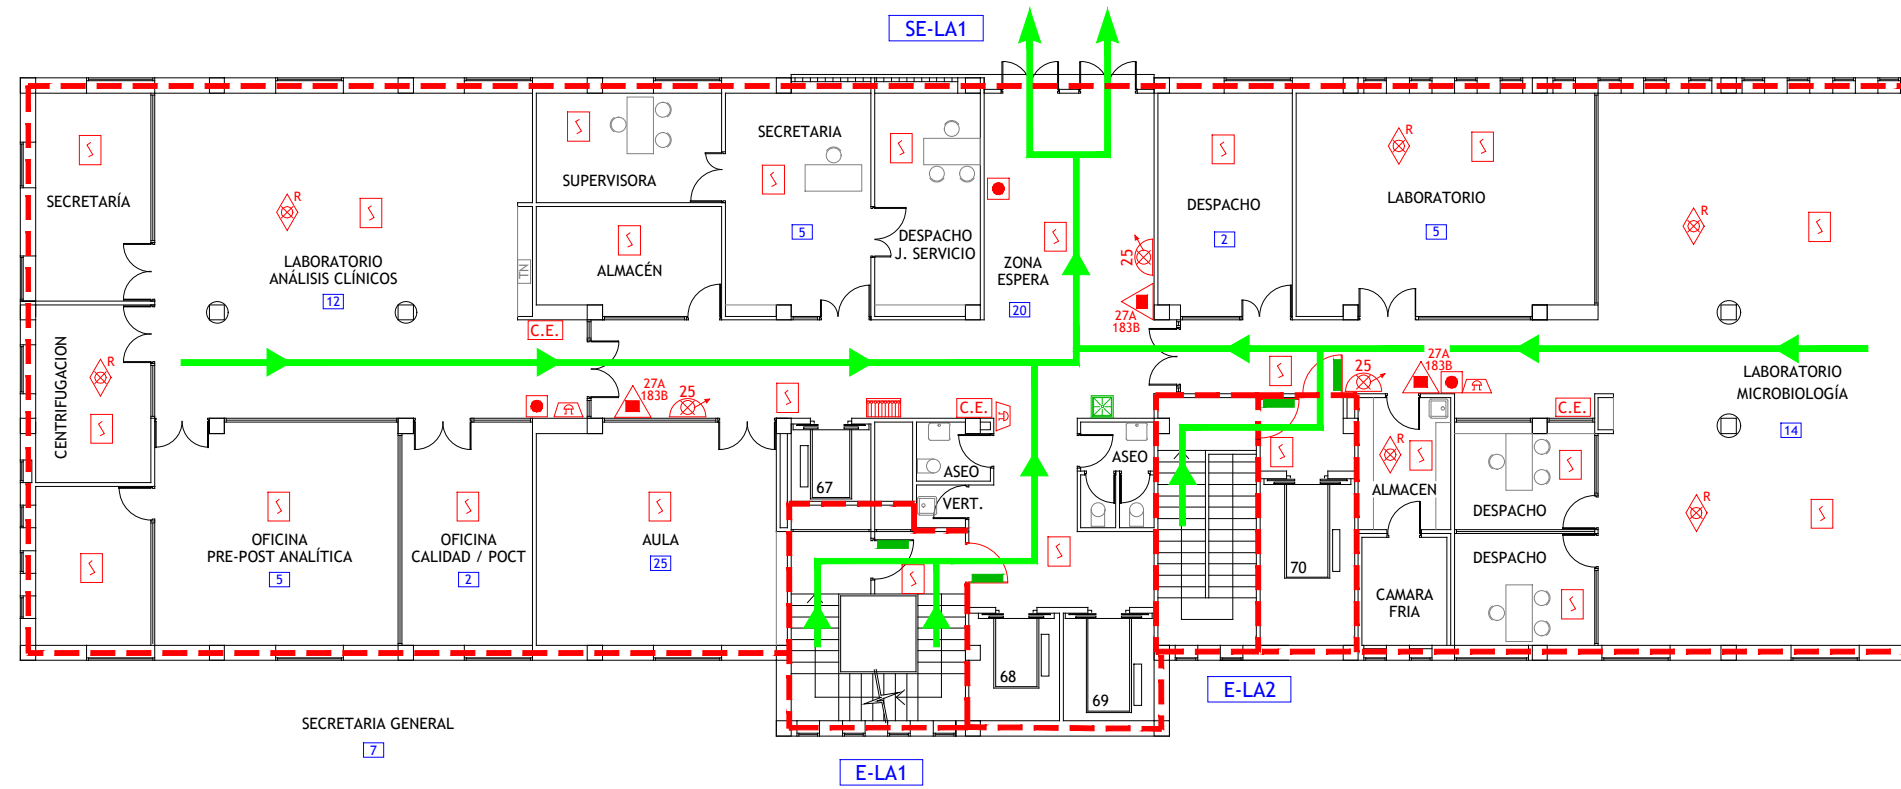 SE-LA1
SECRETARÍA
R
LABORATORIO
ANÁLISIS CLÍNICOS
12
SUPERVISORA
ALMACÉN
TN
SECRETARIA
5
DESPACHO
J. SERVICIO
ZONA
ESPERA
20
25
27A
183B
DESPACHO
2
R
LABORATORIO
5
R
C.E.
CENTRIFUGACION
R
27A
183B
25
C.E.
25
27A
183B
C.E.
LABORATORIO
MICROBIOLOGÍA
14
OFICINA
PRE-POST ANALÍTICA
5
OFICINA
CALIDAD / POCT
2
AULA
25
67
ASEO
VERT.
ASEO
R
ALMACEN
DESPACHO
DESPACHO
R
70
CAMARA
FRIA
68
69
E-LA2
SECRETARIA GENERAL
7
E-LA1